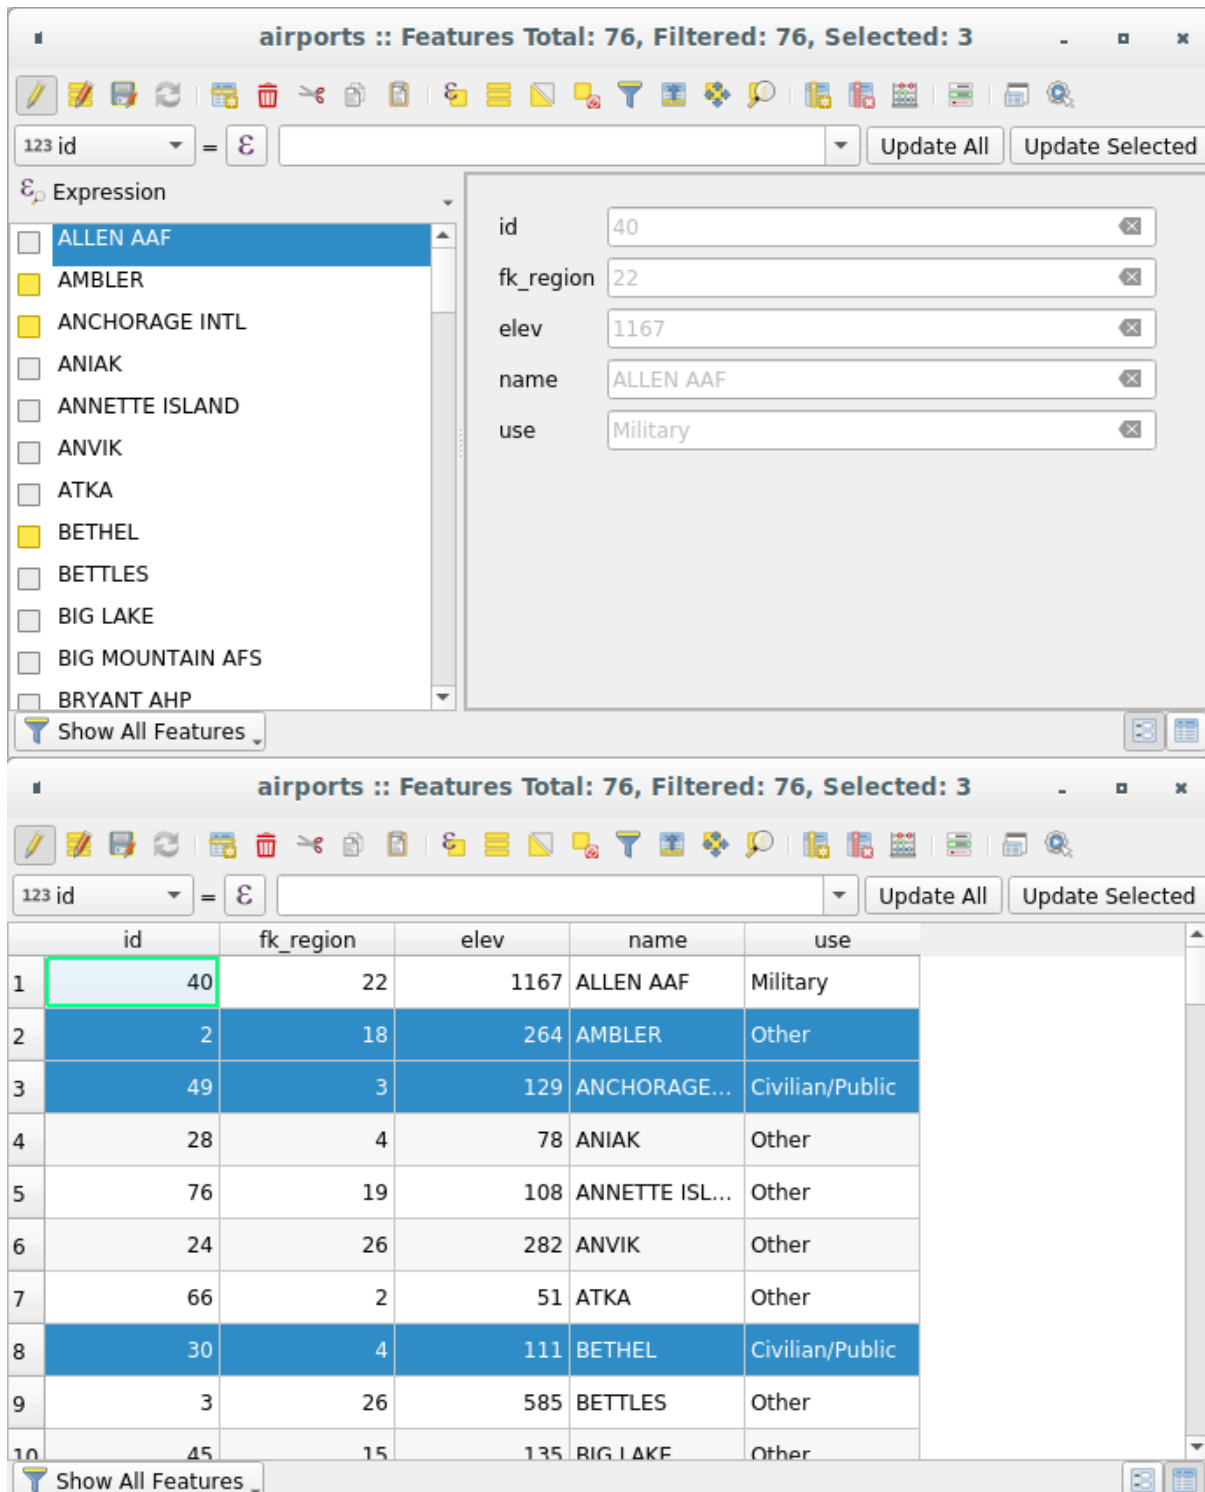 airports :: Features Total: 76, Filtered: 76, Selected: 3
123 id = ε Update All Update Selected
ε Expression
ALLEN AAF
AMBLER
ANCHORAGE INTL
ANIAK
ANNETTE ISLAND
ANVIK
ATKA
BETHEL
BETTLES
BIG LAKE
BIG MOUNTAIN AFS
BRYANT AHP
id 40
fk_region 22
elev 1167
name ALLEN AAF
use Military
Show All Features
airports :: Features Total: 76, Filtered: 76, Selected: 3
123 id = ε Update All Update Selected
id fk_region elev name use
1 40 22 1167 ALLEN AAF Military
2 2 18 264 AMBLER Other
3 49 3 129 ANCHORAGE... Civilian/Public
4 28 4 78 ANIAK Other
5 76 19 108 ANNETTE ISL... Other
6 24 26 282 ANVIK Other
7 66 2 51 ATKA Other
8 30 4 111 BETHEL Civilian/Public
9 3 26 585 BETTLES Other
10 45 15 135 BIG LAKE Other
Show All Features